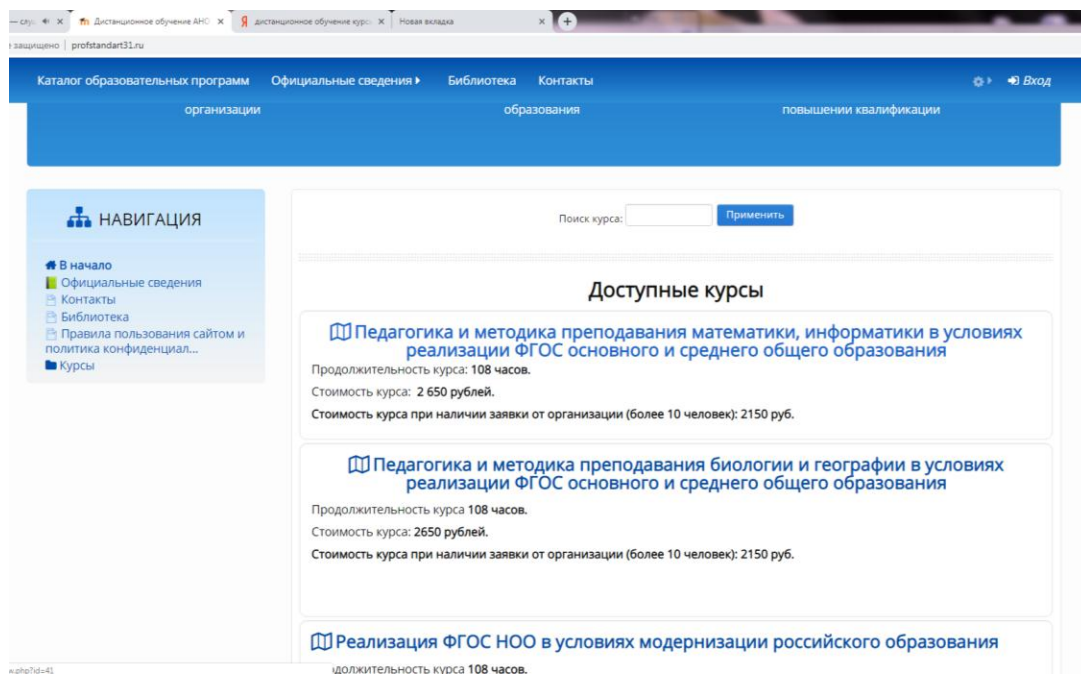 — слу
Дистанционное обучение АНО
дистанционное обучение курс
Новая вкладка
защищено | profstandart31.ru
Каталог образовательных программ Официальные сведения Библиотека Контакты Вход
организации образования повышении квалификации
НАВИГАЦИЯ
В начало
Официальные сведения
Контакты
Библиотека
Правила пользования сайтом и
политика конфиденциал...
Курсы
Поиск курса: Применить
Доступные курсы
Педагогика и методика преподавания математики, информатики в условиях
реализации ФГОС основного и среднего общего образования
Продолжительность курса: 108 часов.
Стоимость курса: 2 650 рублей.
Стоимость курса при наличии заявки от организации (более 10 человек): 2150 руб.
Педагогика и методика преподавания биологии и географии в условиях
реализации ФГОС основного и среднего общего образования
Продолжительность курса 108 часов.
Стоимость курса: 2650 рублей.
Стоимость курса при наличии заявки от организации (более 10 человек): 2150 руб.
Реализация ФГОС НОО в условиях модернизации российского образования
должительность курса 108 часов.
w.php?id=41